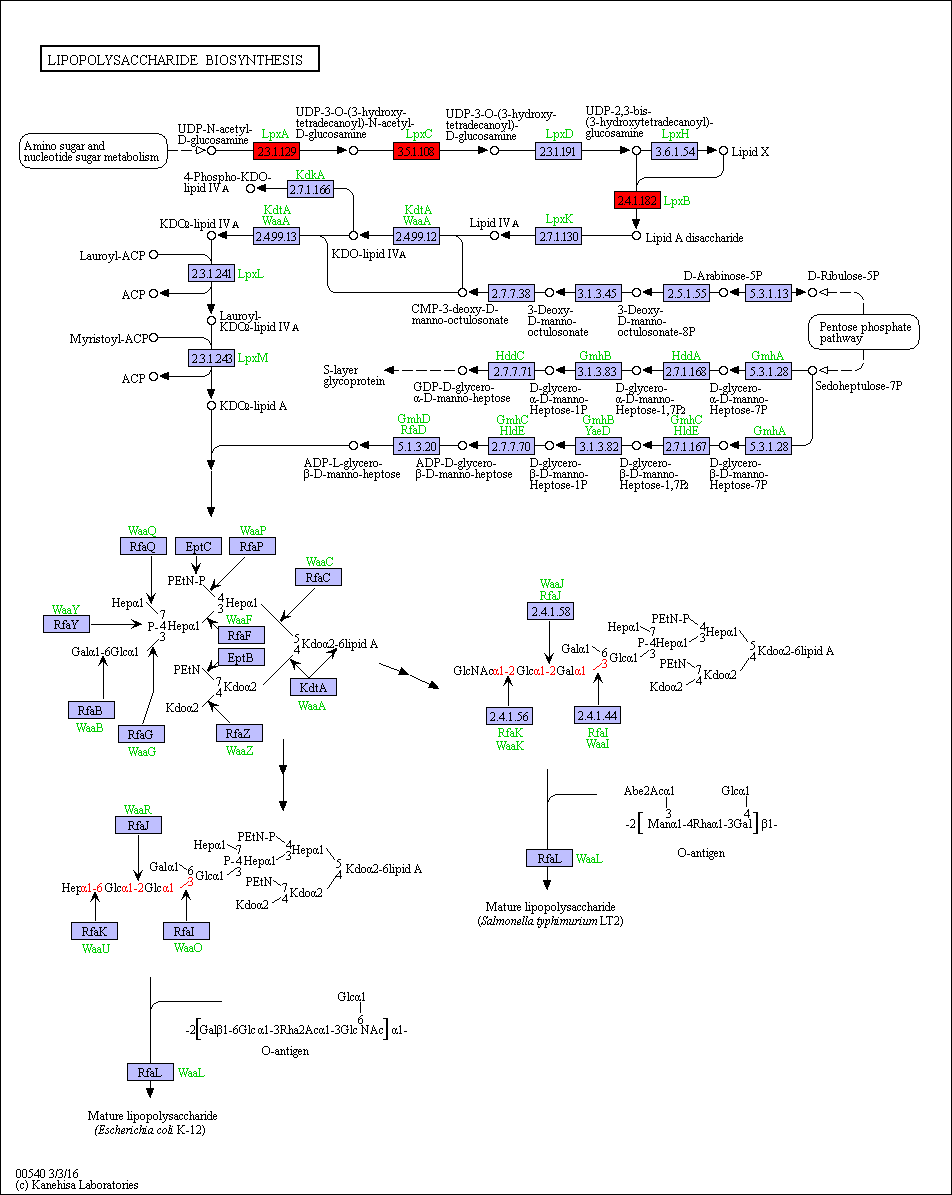 LIPOPOLYSACCHARIDE BIOSYNTHESIS
Amino sugar and
nucleotide sugar metabolism
UDP-N-acetyl-
D-glucosamine
LpxA
2.3.1.129
UDP-3-O-(3-hydroxy-
tetradecanoyl)-N-acetyl-
D-glucosamine
LpxC
3.5.1.108
UDP-3-O-(3-hydroxy-
tetradecanoyl)-
D-glucosamine
LpxD
2.3.1.191
UDP-2,3-bis-
(3-hydroxytetradecanoyl)-
glucosamine
LpxH
3.6.1.54
Lipid X
2.4.1.182
LpxB
4-Phospho-KDO-
lipid IVA
KdkA
2.7.1.166
KDO2-lipid IVA
KdtA
WaaA
2.4.99.13
KDO-lipid IVA
KdtA
WaaA
2.4.99.12
Lipid IVA
LpxK
2.7.1.130
Lipid A disaccharide
Lauroyl-ACP
2.3.1.241
LpxL
ACP
Lauroyl-
KDO2-lipid IVA
Myristoyl-ACP
2.3.1.243
LpxM
ACP
KDO2-lipid A
CMP-3-deoxy-D-
manno-octulosonate
2.7.7.38
3-Deoxy-
D-manno-
octulosonate
3.1.3.45
3-Deoxy-
D-manno-
octulosonate-8P
2.5.1.55
D-Arabinose-5P
5.3.1.13
D-Ribulose-5P
Pentose phosphate
pathway
S-layer
glycoprotein
GDP-D-glycero-
α-D-manno-heptose
HddC
2.7.7.71
D-glycero-
α-D-manno-
Heptose-1P
GmhB
3.1.3.83
D-glycero-
α-D-manno-
Heptose-1,7P2
HddA
2.7.1.168
D-glycero-
α-D-manno-
Heptose-7P
GmhA
5.3.1.28
Sedoheptulose-7P
ADP-L-glycero-
β-D-manno-heptose
GmhD
RfaD
5.1.3.20
ADP-D-glycero-
β-D-manno-heptose
GmhC
HldE
2.7.7.70
D-glycero-
β-D-manno-
Heptose-1P
GmhB
YaeD
3.1.3.82
D-glycero-
β-D-manno-
Heptose-1,7P2
GmhC
HldE
2.7.1.167
D-glycero-
β-D-manno-
Heptose-7P
GmhA
5.3.1.28
WaaQ
RfaQ
EptC
WaaP
RfaP
WaaC
RfaC
PEtN-P
WaaY
RfaY
Hepα1
7
P-4
3
Hepα1
4
3
Hepα1
WaaF
RfaF
5
4
Kdoα2-6lipid A
Galα1-6Glcα1
EptB
PEtN
7
4
Kdoα2
Kdoα2
KdtA
WaaA
RfaB
WaaB
RfaG
WaaG
RfaZ
WaaZ
WaaJ
RfaJ
2.4.1.58
GlcNAcα1-2Glcα1-2Galα1
Galα1
6
3
Glcα1
Hepα1
7
P-4
3
Hepα1
PEtN-P
4
3
Hepα1
PEtN
7
4
Kdoα2
Kdoα2
5
4
Kdoα2-6lipid A
2.4.1.56
RfaK
WaaK
2.4.1.44
RfaI
WaaI
Abe2Acα1
3
Glcα1
4
-2[ Manα1-4Rhaα1-3Gal ]β1-
O-antigen
RfaL
WaaL
Mature lipopolysaccharide
(Salmonella typhimurium LT2)
WaaR
RfaJ
Hepα1-6Glcα1-2Glcα1
Galα1
6
3
Glcα1
Hepα1
7
P-4
3
Hepα1
PEtN-P
4
3
Hepα1
PEtN
7
4
Kdoα2
Kdoα2
5
4
Kdoα2-6lipid A
RfaK
WaaU
RfaI
WaaO
Glcα1
6
-2[Galβ1-6Glcα1-3Rha2Acα1-3GlcNAc]α1-
O-antigen
RfaL
WaaL
Mature lipopolysaccharide
(Escherichia coli K-12)
00540 3/3/16
(c) Kanehisa Laboratories